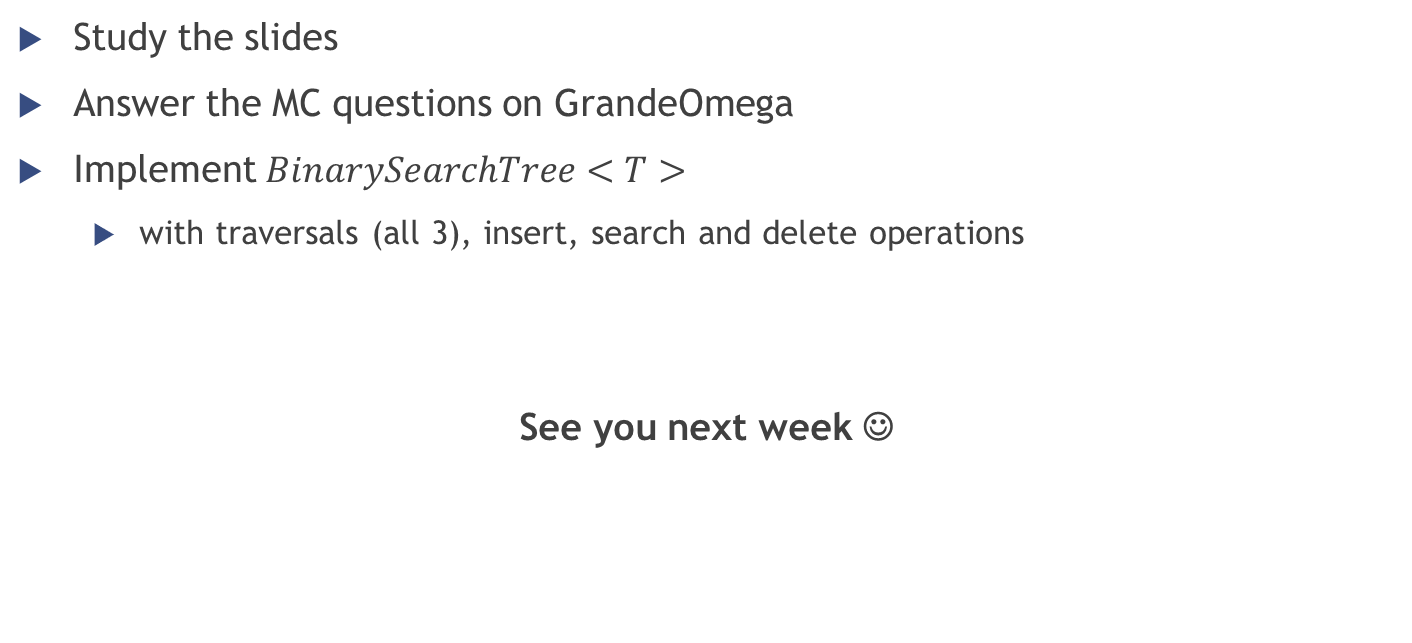 ▶ Study the slides
▶ Answer the MC questions on GrandeOmega
▶ Implement BinarySearchTree < T >
▶ with traversals (all 3), insert, search and delete operations
See you next week ☺